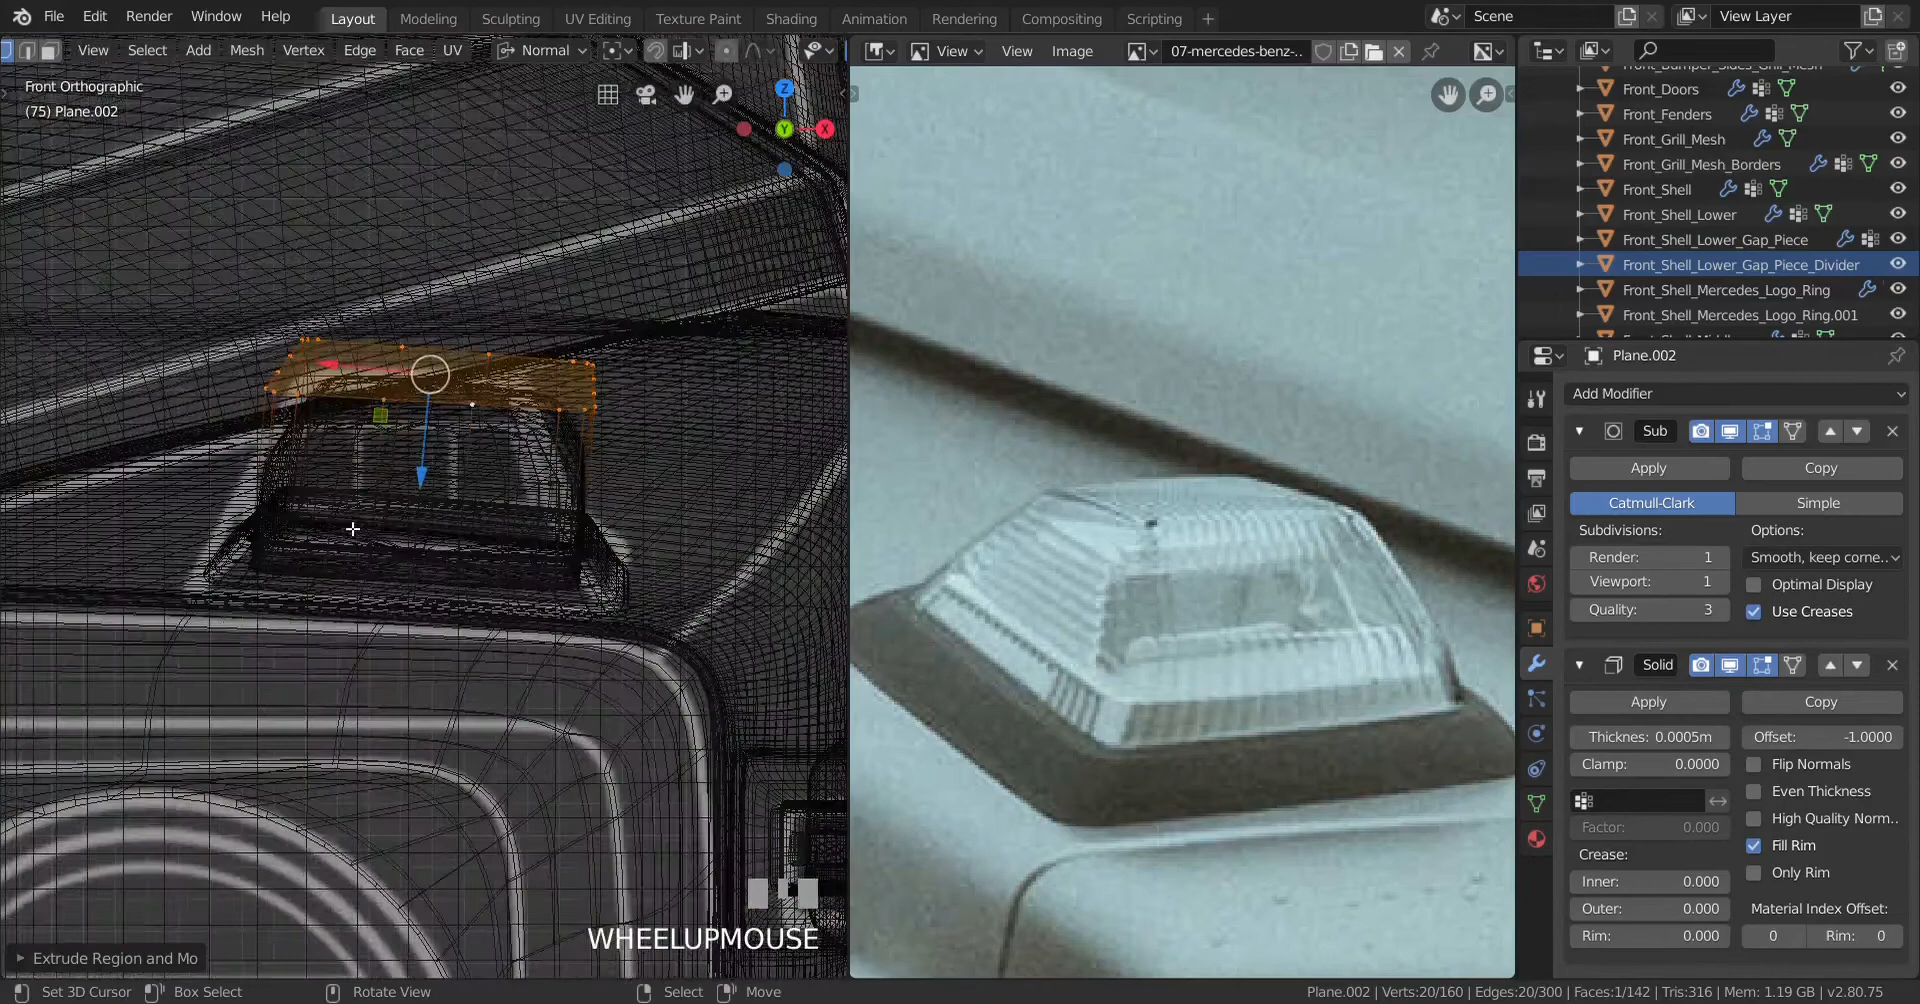 File Edit Render Window Help Layout Modeling Sculpting UV Editing Texture Paint Shading Animation Rendering Compositing Scripting + Scene View Layer
View Select Add Mesh Vertex Edge Face UV Normal View View Image 07-mercedes-benz-..
Front Orthographic
(75) Plane.002
Z
Y
X
Front_Bumper_Sides_Grill_Mesh
Front_Doors
Front_Fenders
Front_Grill_Mesh
Front_Grill_Mesh_Borders
Front_Shell
Front_Shell_Lower
Front_Shell_Lower_Gap_Piece
Front_Shell_Lower_Gap_Piece_Divider
Front_Shell_Mercedes_Logo_Ring
Front_Shell_Mercedes_Logo_Ring.001
Plane.002
Add Modifier
Sub
Apply Copy
Catmull-Clark Simple
Subdivisions: Options:
Render: 1 Smooth, keep corne..
Viewport: 1 Optimal Display
Quality: 3 Use Creases
Solid
Apply Copy
Thicknes: 0.0005m Offset: -1.0000
Clamp: 0.0000 Flip Normals
Even Thickness
High Quality Norm..
Factor: 0.000
Fill Rim
Crease:
Only Rim
Inner: 0.000
Outer: 0.000 Material Index Offset:
Rim: 0.000 0 Rim: 0
WHEELUPMOUSE
Extrude Region and Mo
Set 3D Cursor Box Select Rotate View Select Move Plane.002 | Verts:20/160 | Edges:20/300 | Faces:1/142 | Tris:316 | Mem: 1.19 GB | v2.80.75